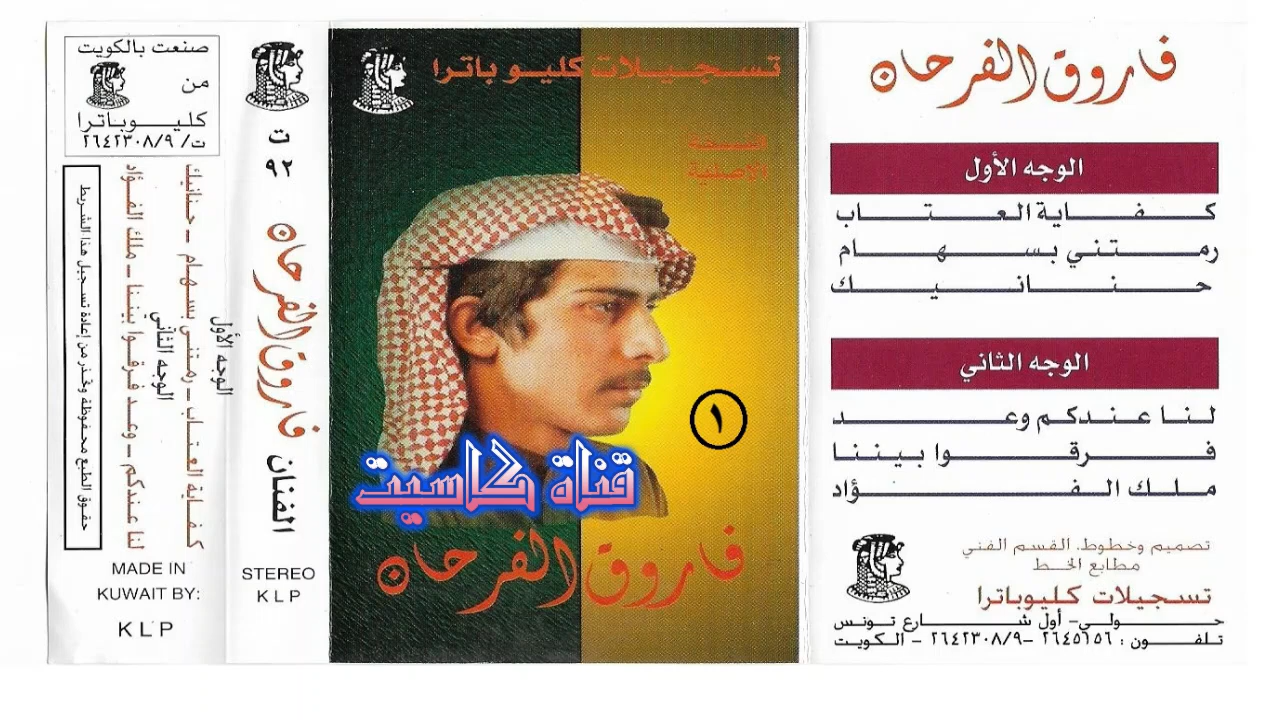 فاروق الفرحان
الوجه الأول
كفاية العتاب
رمتني بسهام
حنانيك
الوجه الثاني
لنا عندكم وعد
فرقوا بيننا
ملك الفؤاد
تصميم وخطوط. القسم الفني
مطابع الخط
تسجيلات كليوباترا
حولي- أول شارع تونس
تلفون : ٢٦٤٥١٥٦ -٢٦٤٢٣٠٨/٩ - الكويت
تسجيلات كليوباترا
النسخة
الاصلية
١
قناة كاسيت
فاروق الفرحان
ت
٩٢
الفنان فاروق الفرحان
STEREO
KLP
صنعت بالكويت
من
كليوباترا
ت/ ٢٦٤٢٣٠٨/٩
الوجه الأول
كفاية العتاب - رمتني بسهام - حنانيك
الوجه الثاني
لنا عندكم - وعد فرقوا بيننا - ملك الفؤاد
حقوق الطبع محفوظة وحُذر من إعادة تسجيل هذا الشريط
MADE IN
KUWAIT BY:
KLP